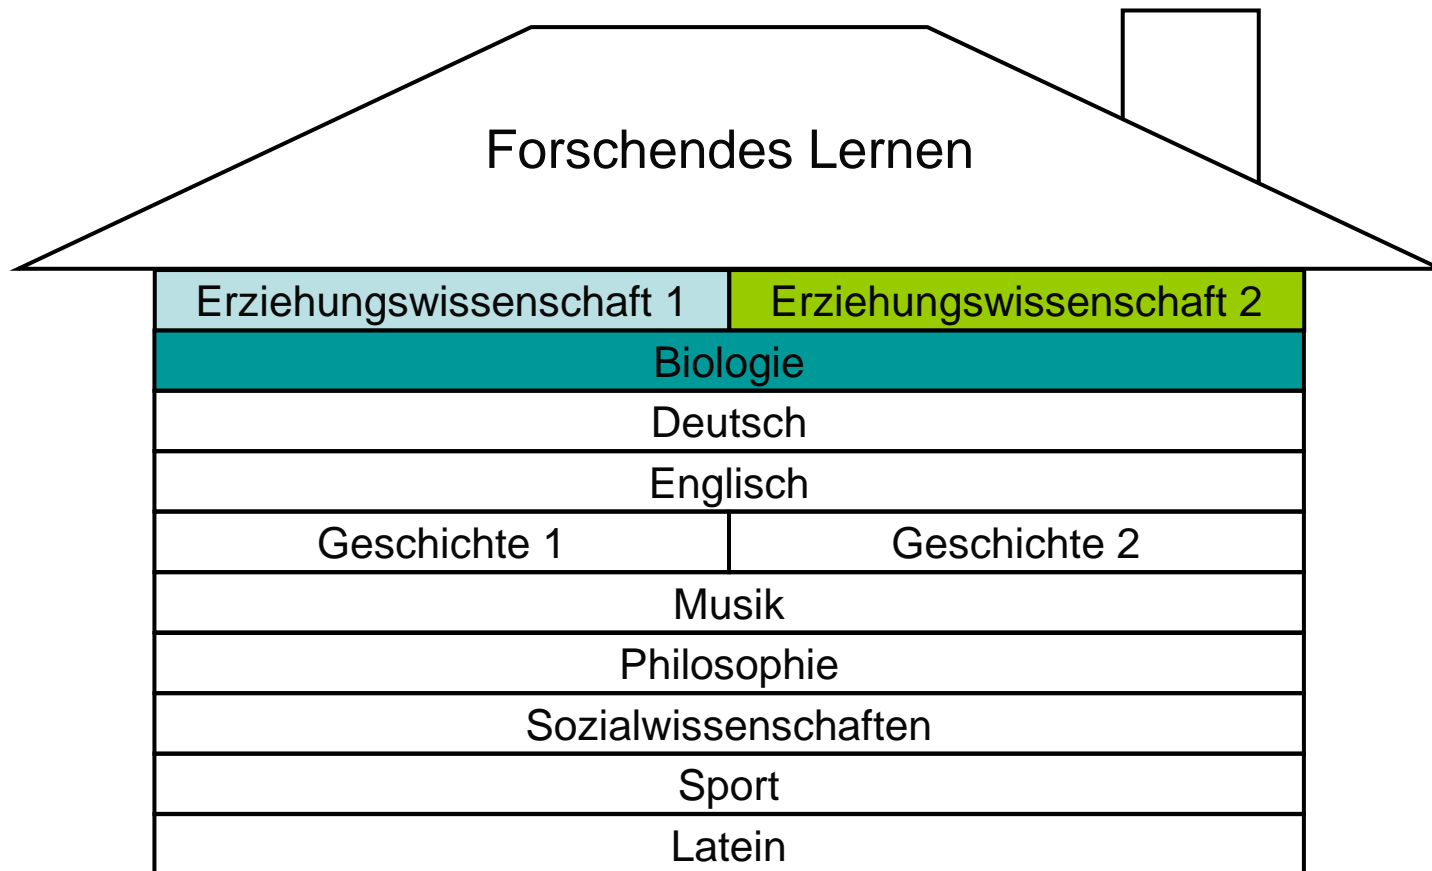 Forschendes Lernen
Erziehungswissenschaft 1 Erziehungswissenschaft 2
Biologie
Deutsch
Englisch
Geschichte 1 Geschichte 2
Musik
Philosophie
Sozialwissenschaften
Sport
Latein